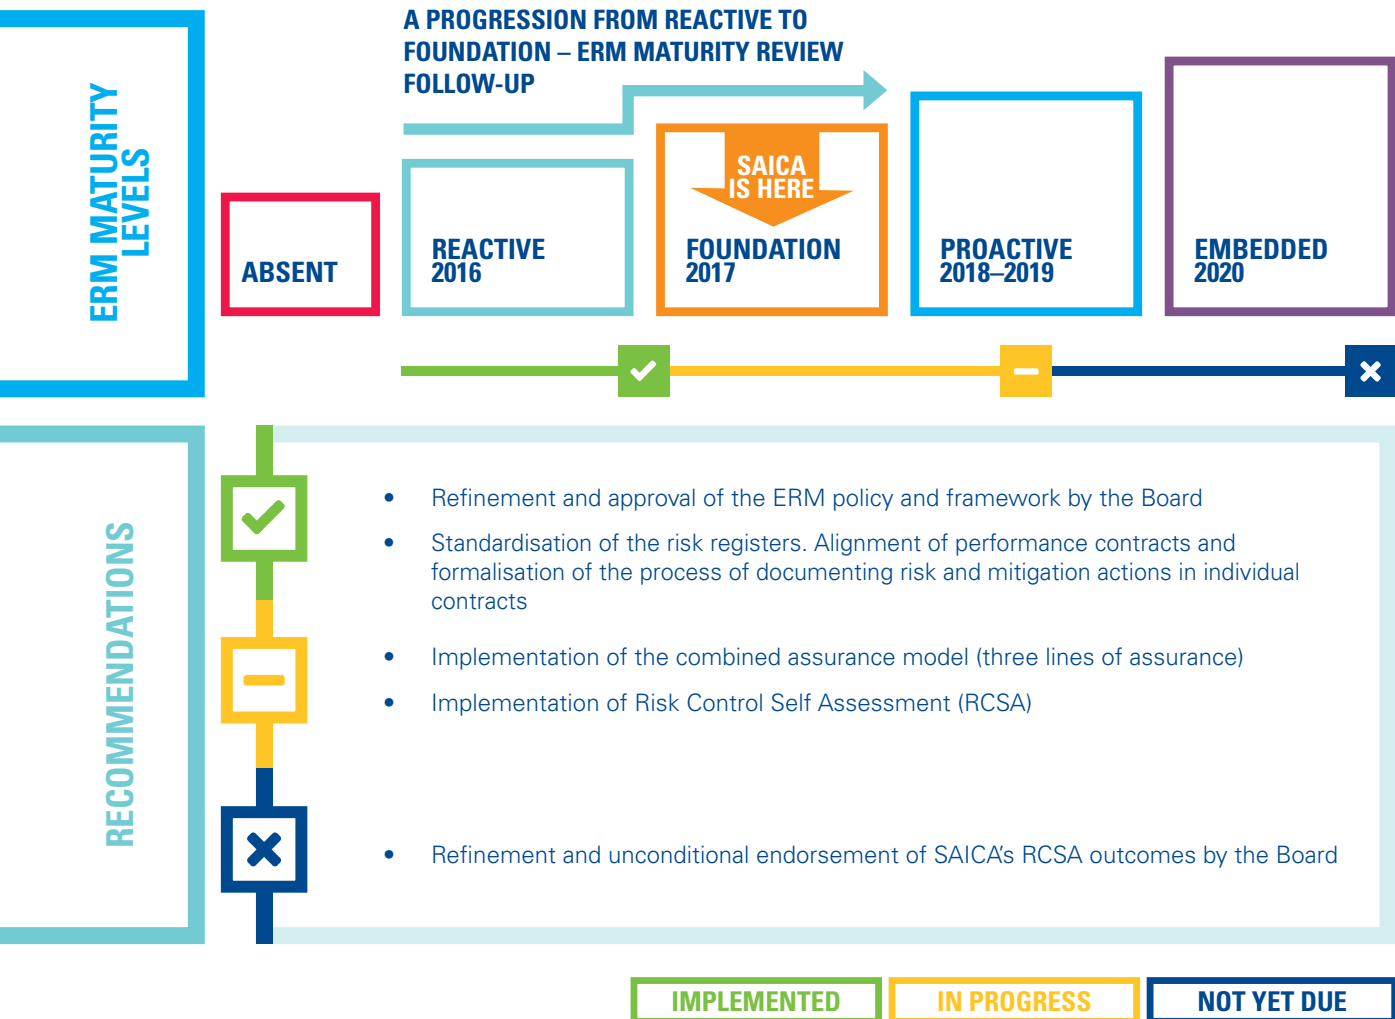 A PROGRESSION FROM REACTIVE TO
FOUNDATION – ERM MATURITY REVIEW
FOLLOW-UP
ERM MATURITY
LEVELS
SAICA
IS HERE
ABSENT
REACTIVE
2016
FOUNDATION
2017
PROACTIVE
2018–2019
EMBEDDED
2020
RECOMMENDATIONS
• Refinement and approval of the ERM policy and framework by the Board
• Standardisation of the risk registers. Alignment of performance contracts and
formalisation of the process of documenting risk and mitigation actions in individual
contracts
• Implementation of the combined assurance model (three lines of assurance)
• Implementation of Risk Control Self Assessment (RCSA)
• Refinement and unconditional endorsement of SAICA’s RCSA outcomes by the Board
IMPLEMENTED
IN PROGRESS
NOT YET DUE